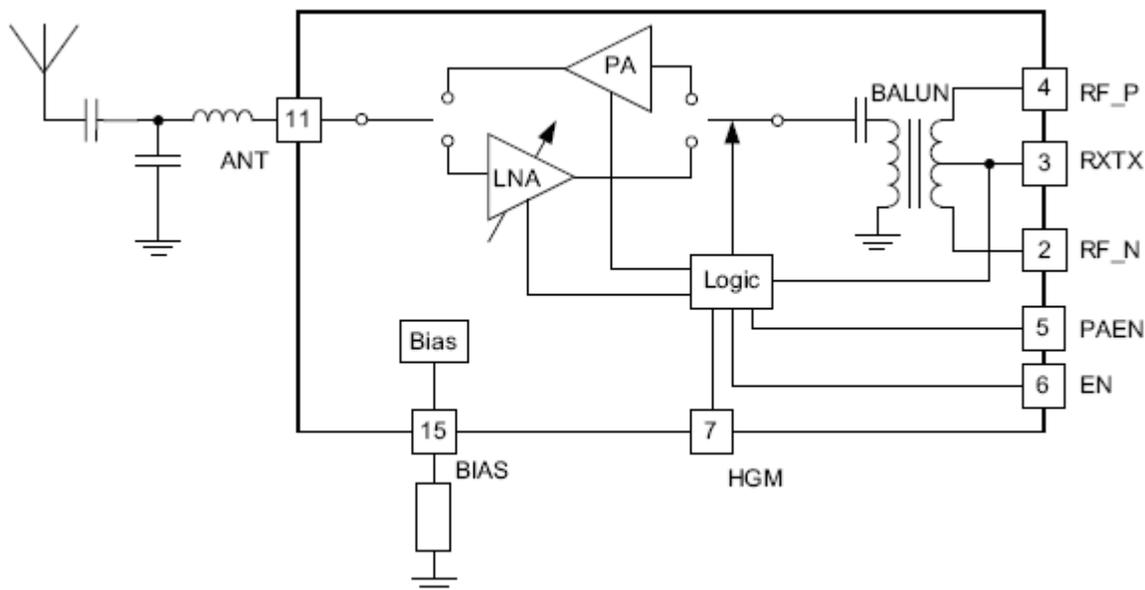 PA
BALUN
4 RF_P
11
ANT
LNA
3 RXTX
2 RF_N
Logic
5 PAEN
Bias
6 EN
15
BIAS
7
HGM